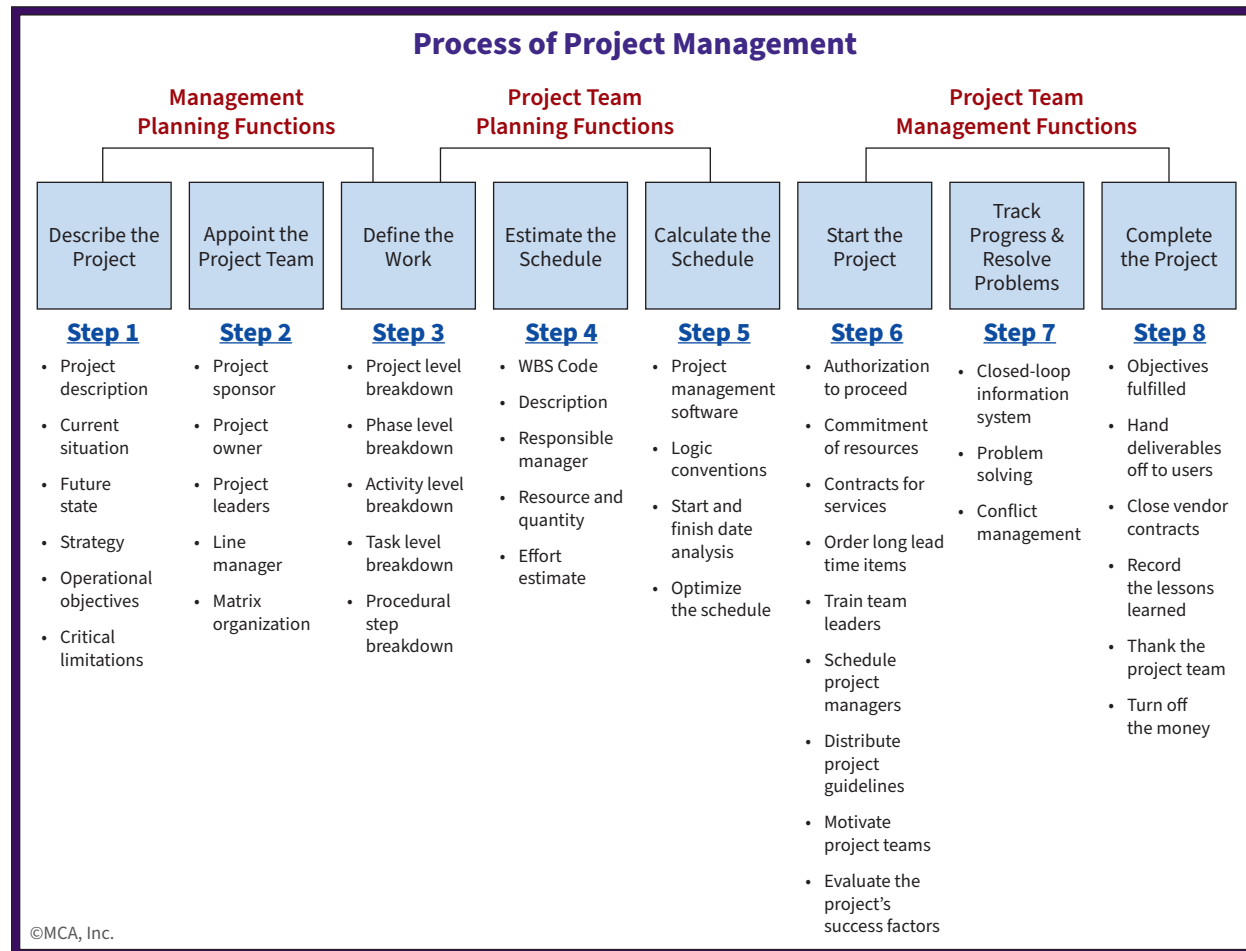 Process of Project Management
Management
Planning Functions
Project Team
Planning Functions
Project Team
Management Functions
Describe the
Project
Appoint the
Project Team
Define the
Work
Estimate the
Schedule
Calculate the
Schedule
Start the
Project
Track
Progress &
Resolve
Problems
Complete
the Project
Step 1
• Project
description
• Current
situation
• Future
state
• Strategy
• Operational
objectives
• Critical
limitations
Step 2
• Project
sponsor
• Project
owner
• Project
leaders
• Line
manager
• Matrix
organization
Step 3
• Project level
breakdown
• Phase level
breakdown
• Activity level
breakdown
• Task level
breakdown
• Procedural
step
breakdown
Step 4
• WBS Code
• Description
• Responsible
manager
• Resource and
quantity
• Effort
estimate
Step 5
• Project
management
software
• Logic
conventions
• Start and
finish date
analysis
• Optimize
the schedule
Step 6
• Authorization
to proceed
• Commitment
of resources
• Contracts for
services
• Order long lead
time items
• Train team
leaders
• Schedule
project
managers
• Distribute
project
guidelines
• Motivate
project teams
• Evaluate the
project’s
success factors
Step 7
• Closed-loop
information
system
• Problem
solving
• Conflict
management
Step 8
• Objectives
fulfilled
• Hand
deliverables
off to users
• Close vendor
contracts
• Record
the lessons
learned
• Thank the
project team
• Turn off
the money
©MCA, Inc.